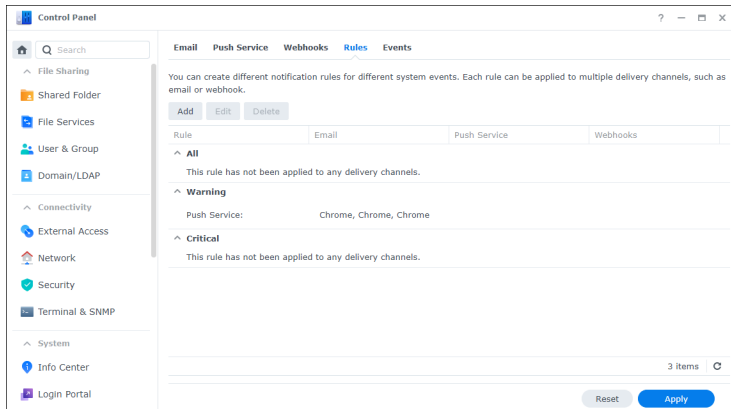 Control Panel
Search
File Sharing
Shared Folder
File Services
User & Group
Domain/LDAP
Connectivity
External Access
Network
Security
Terminal & SNMP
System
Info Center
Login Portal
Email Push Service Webhooks Rules Events
You can create different notification rules for different system events. Each rule can be applied to multiple delivery channels, such as
email or webhook.
Add Edit Delete
Rule Email Push Service Webhooks
All
This rule has not been applied to any delivery channels.
Warning
Push Service: Chrome, Chrome, Chrome
Critical
This rule has not been applied to any delivery channels.
3 items
Reset Apply